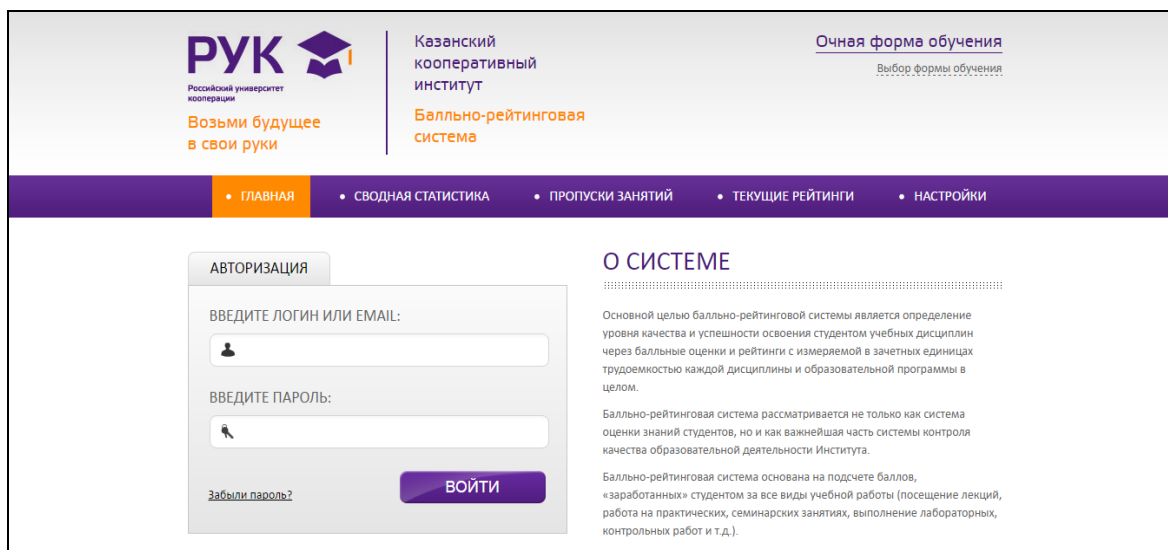 РУК
Российский университет
кооперации
Возьми будущее
в свои руки
Казанский
кооперативный
институт
Балльно-рейтинговая
система
Очная форма обучения
Выбор формы обучения
ГЛАВНАЯ
СВОДНАЯ СТАТИСТИКА
ПРОПУСКИ ЗАНЯТИЙ
ТЕКУЩИЕ РЕЙТИНГИ
НАСТРОЙКИ
АВТОРИЗАЦИЯ
ВВЕДИТЕ ЛОГИН ИЛИ EMAIL:
ВВЕДИТЕ ПАРОЛЬ:
Забыли пароль?
ВОЙТИ
О СИСТЕМЕ
Основной целью балльно-рейтинговой системы является определение
уровня качества и успешности освоения студентом учебных дисциплин
через балльные оценки и рейтинги с измеряемой в зачетных единицах
трудоемкостью каждой дисциплины и образовательной программы в
целом.
Балльно-рейтинговая система рассматривается не только как система
оценки знаний студентов, но и как важнейшая часть системы контроля
качества образовательной деятельности Института.
Балльно-рейтинговая система основана на подсчете баллов,
«заработанных» студентом за все виды учебной работы (посещение лекций,
работа на практических, семинарских занятиях, выполнение лабораторных,
контрольных работ и т.д.).